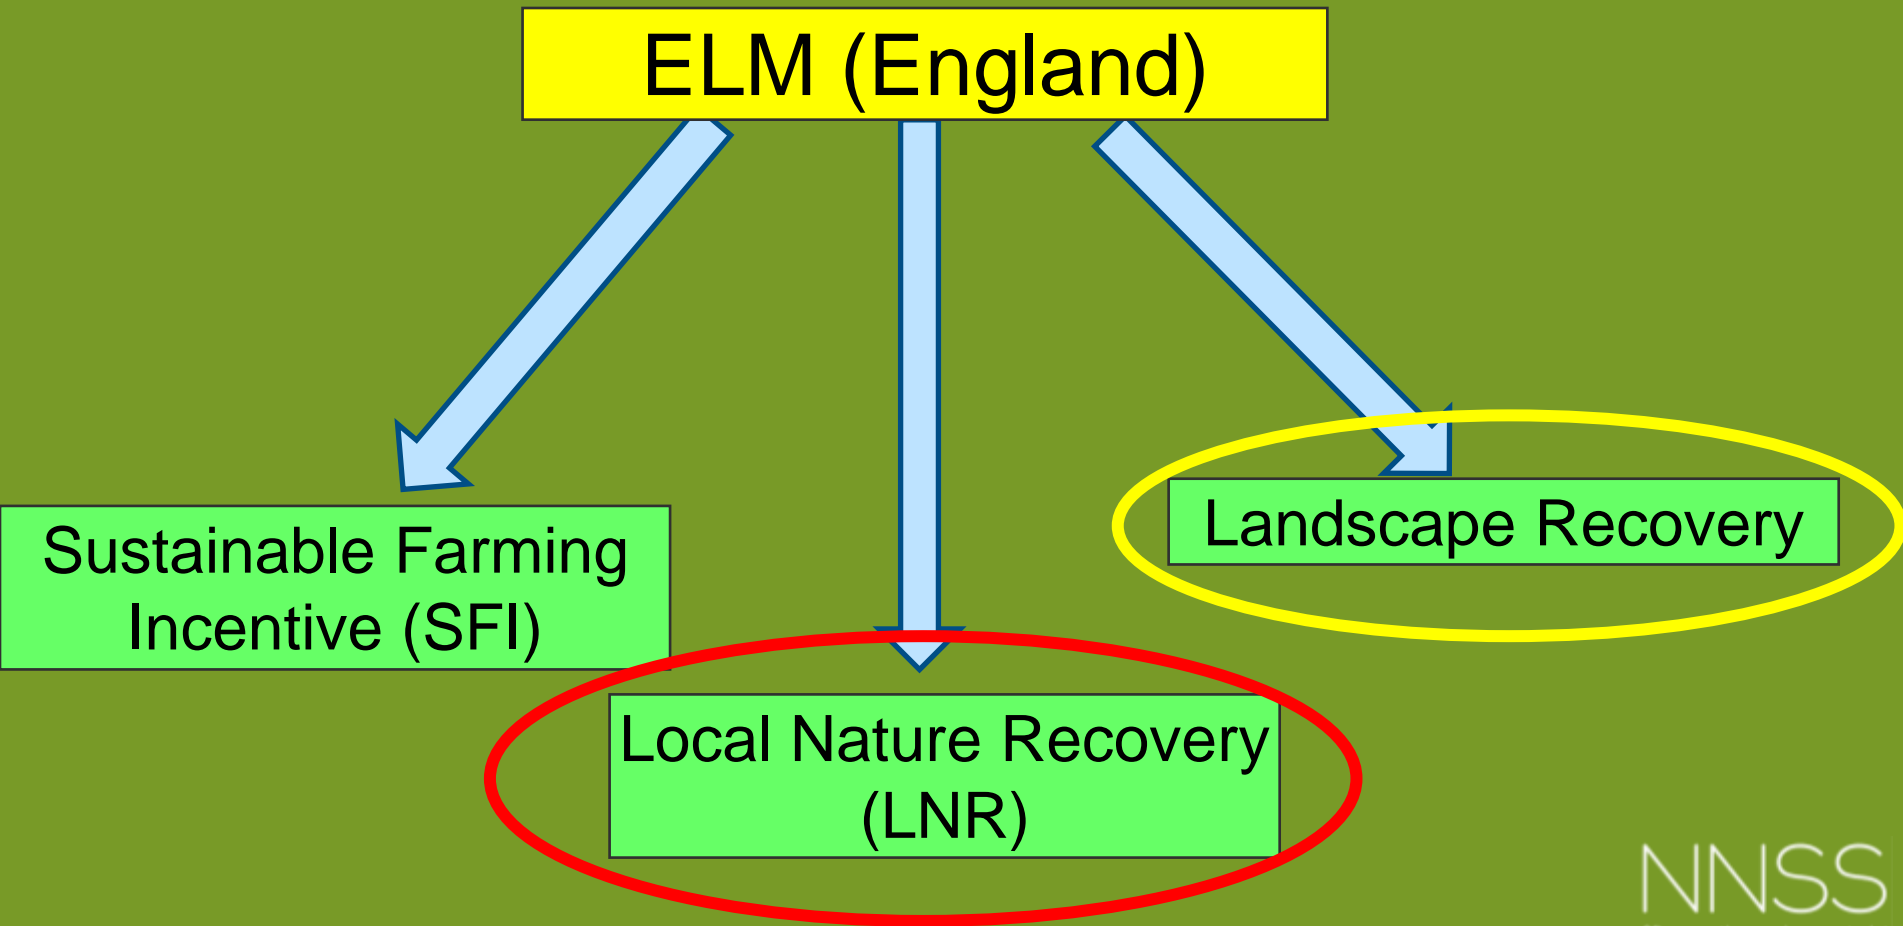 ELM (England)
Sustainable Farming
Incentive (SFI)
Landscape Recovery
Local Nature Recovery
(LNR)
NNSS